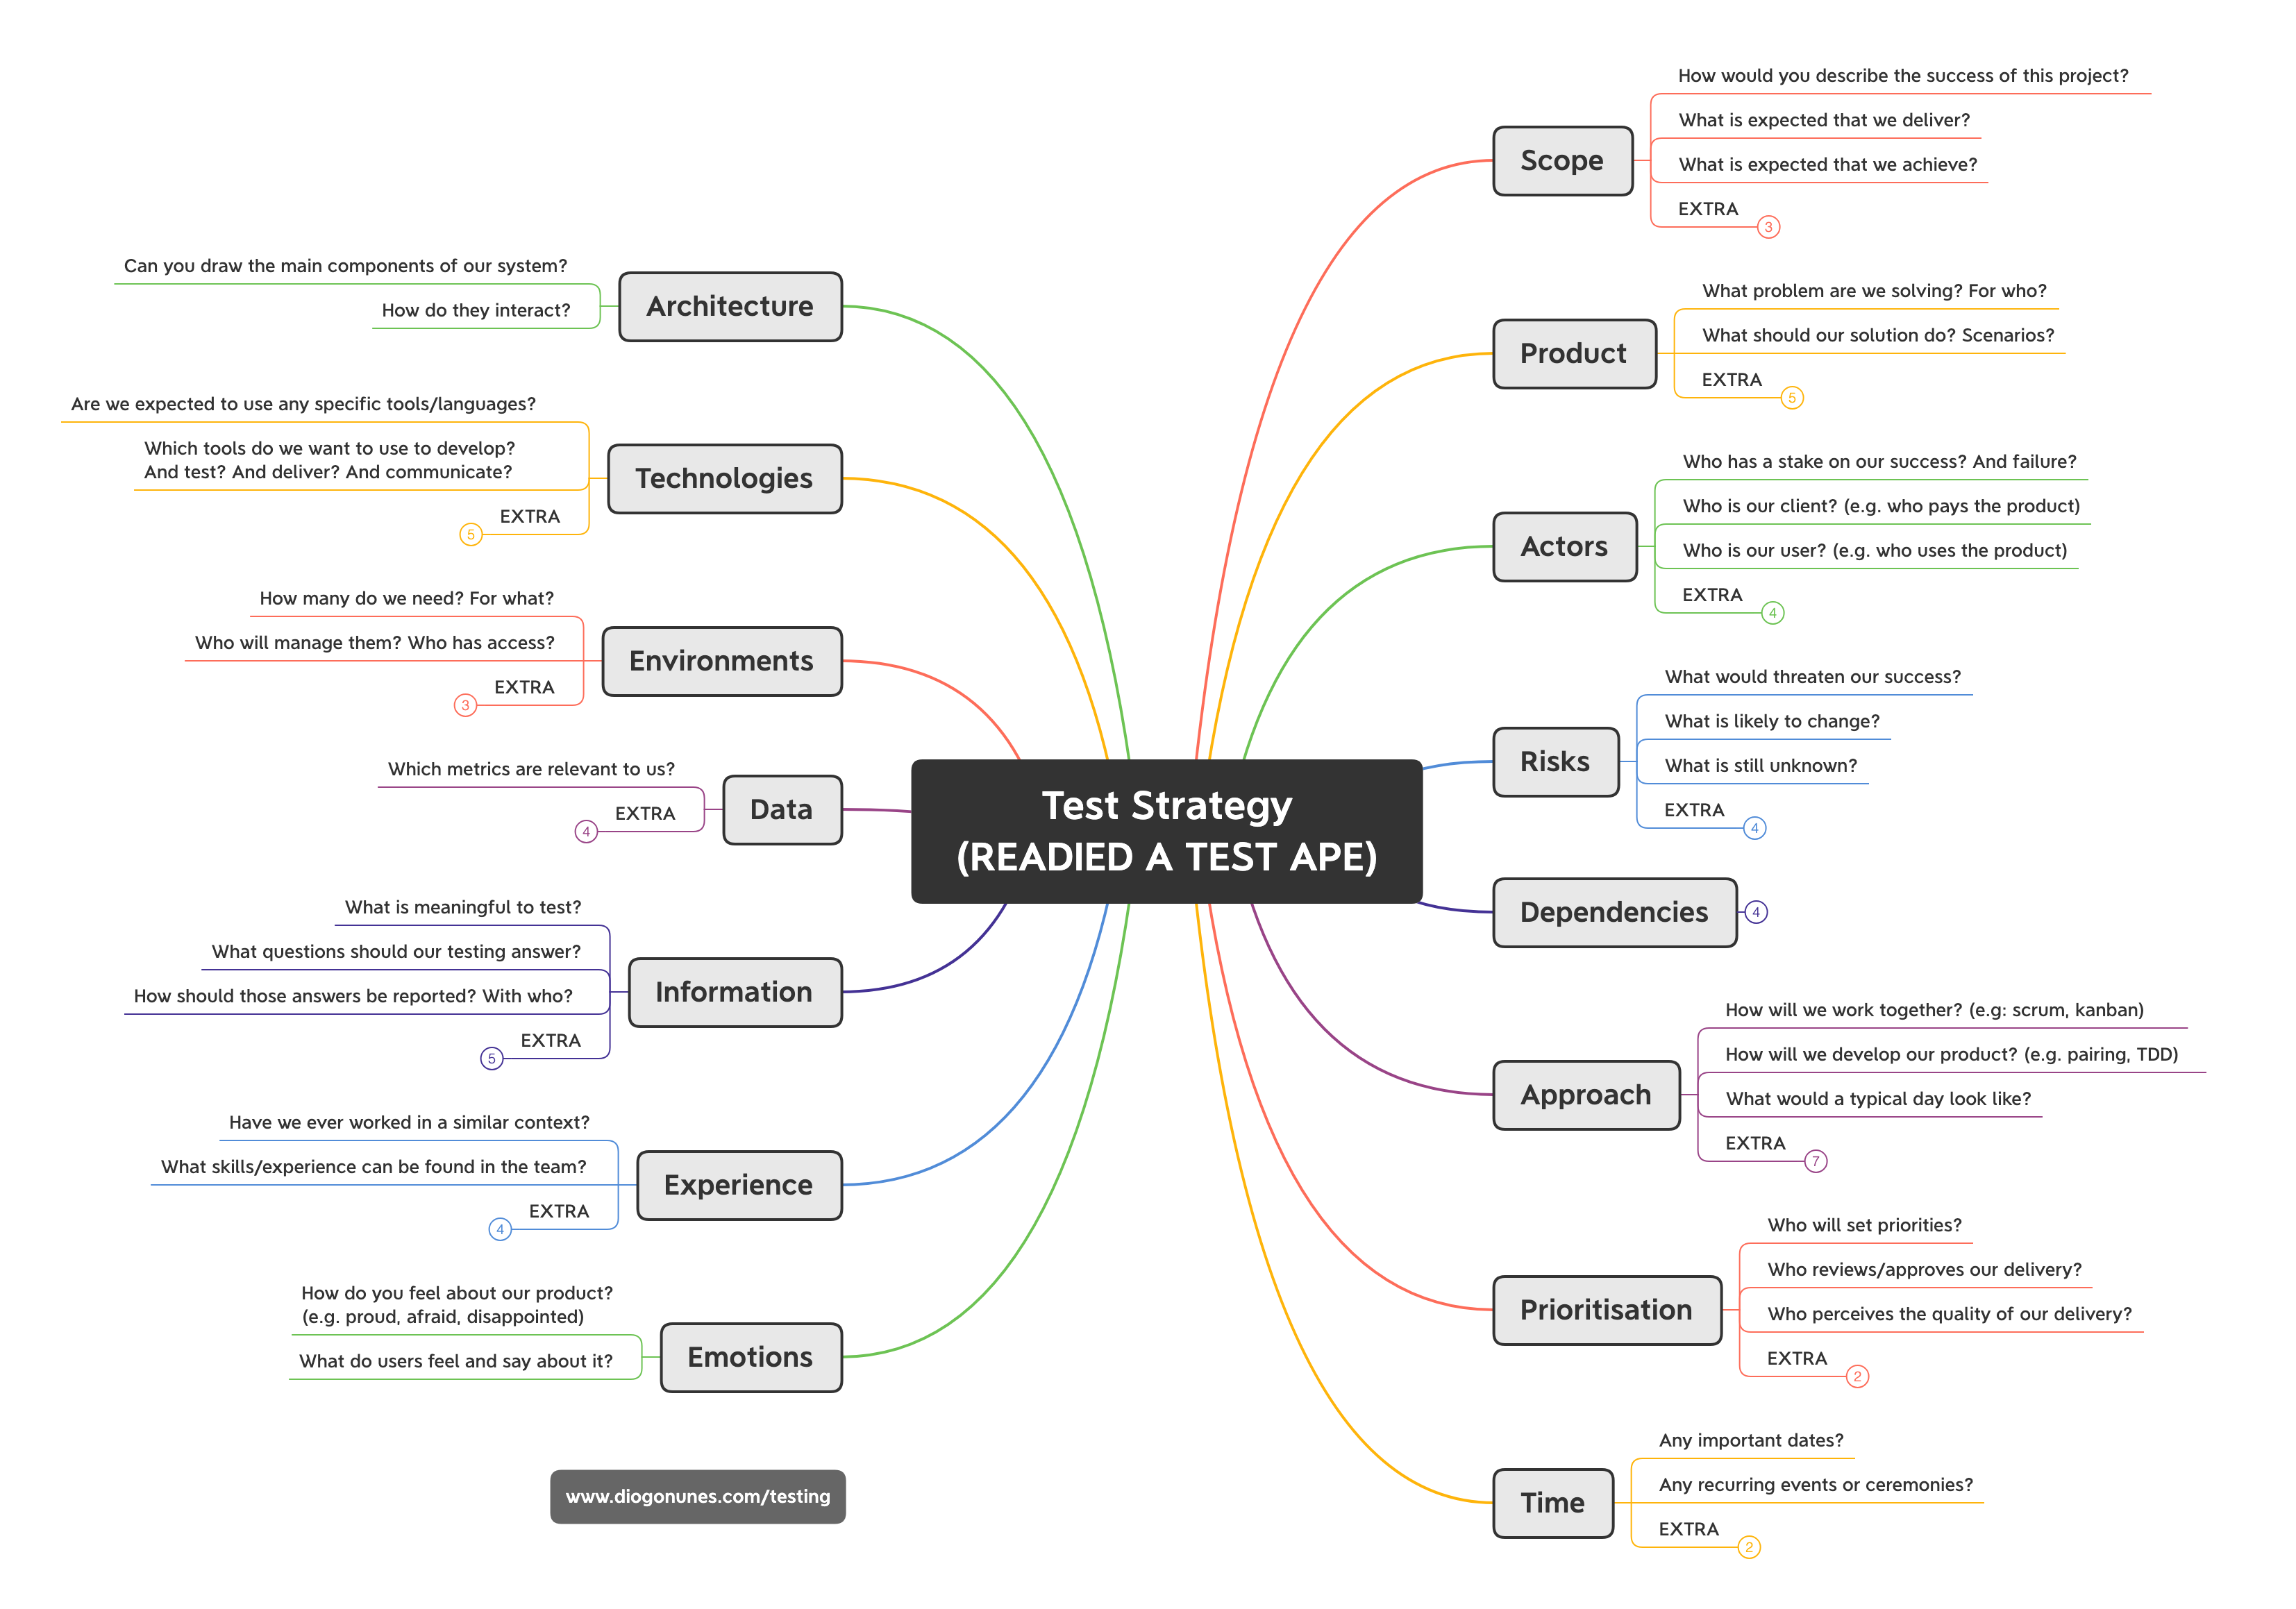 Test Strategy
(READIED A TEST APE)
Scope
How would you describe the success of this project?
What is expected that we deliver?
What is expected that we achieve?
EXTRA
3
Product
What problem are we solving? For who?
What should our solution do? Scenarios?
EXTRA
5
Actors
Who has a stake on our success? And failure?
Who is our client? (e.g. who pays the product)
Who is our user? (e.g. who uses the product)
EXTRA
4
Risks
What would threaten our success?
What is likely to change?
What is still unknown?
EXTRA
4
Dependencies
4
Approach
How will we work together? (e.g: scrum, kanban)
How will we develop our product? (e.g. pairing, TDD)
What would a typical day look like?
EXTRA
7
Prioritisation
Who will set priorities?
Who reviews/approves our delivery?
Who perceives the quality of our delivery?
EXTRA
2
Time
Any important dates?
Any recurring events or ceremonies?
EXTRA
2
Architecture
Can you draw the main components of our system?
How do they interact?
Technologies
Are we expected to use any specific tools/languages?
Which tools do we want to use to develop?
And test? And deliver? And communicate?
EXTRA
5
Environments
How many do we need? For what?
Who will manage them? Who has access?
EXTRA
3
Data
Which metrics are relevant to us?
EXTRA
4
Information
What is meaningful to test?
What questions should our testing answer?
How should those answers be reported? With who?
EXTRA
5
Experience
Have we ever worked in a similar context?
What skills/experience can be found in the team?
EXTRA
4
Emotions
How do you feel about our product?
(e.g. proud, afraid, disappointed)
What do users feel and say about it?
www.diogonunes.com/testing